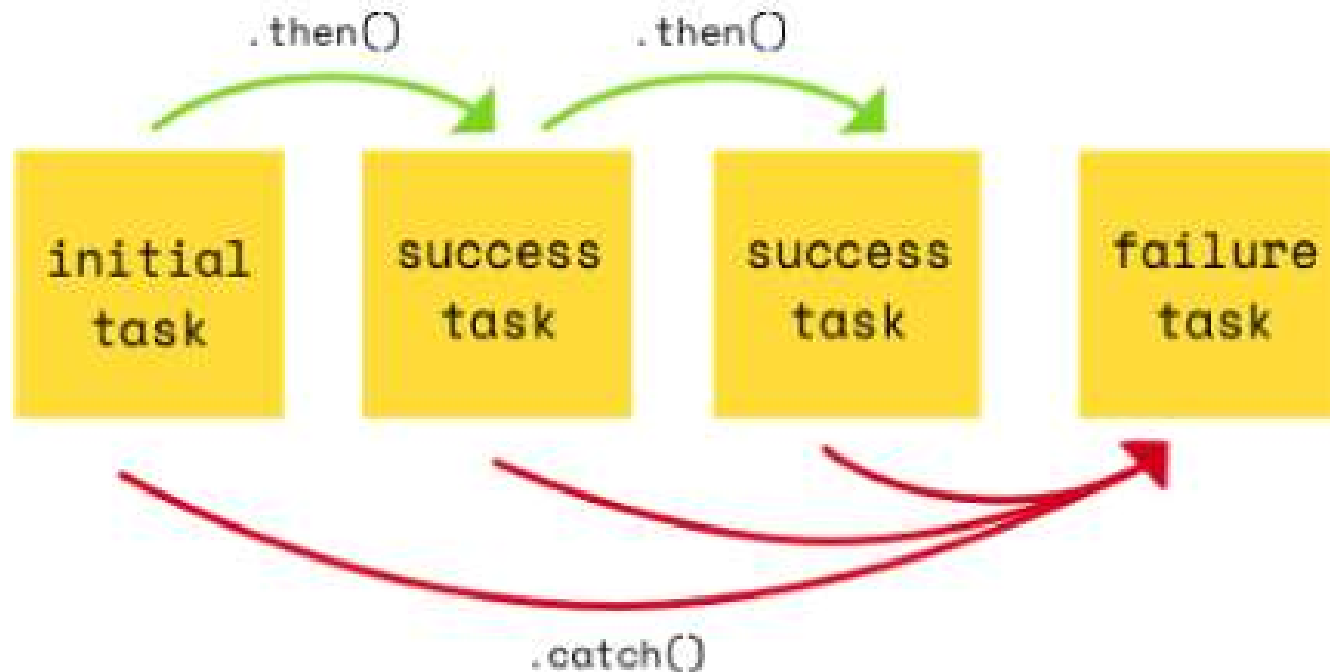 .then()
.then()
initial
task
success
task
success
task
failure
task
.catch()